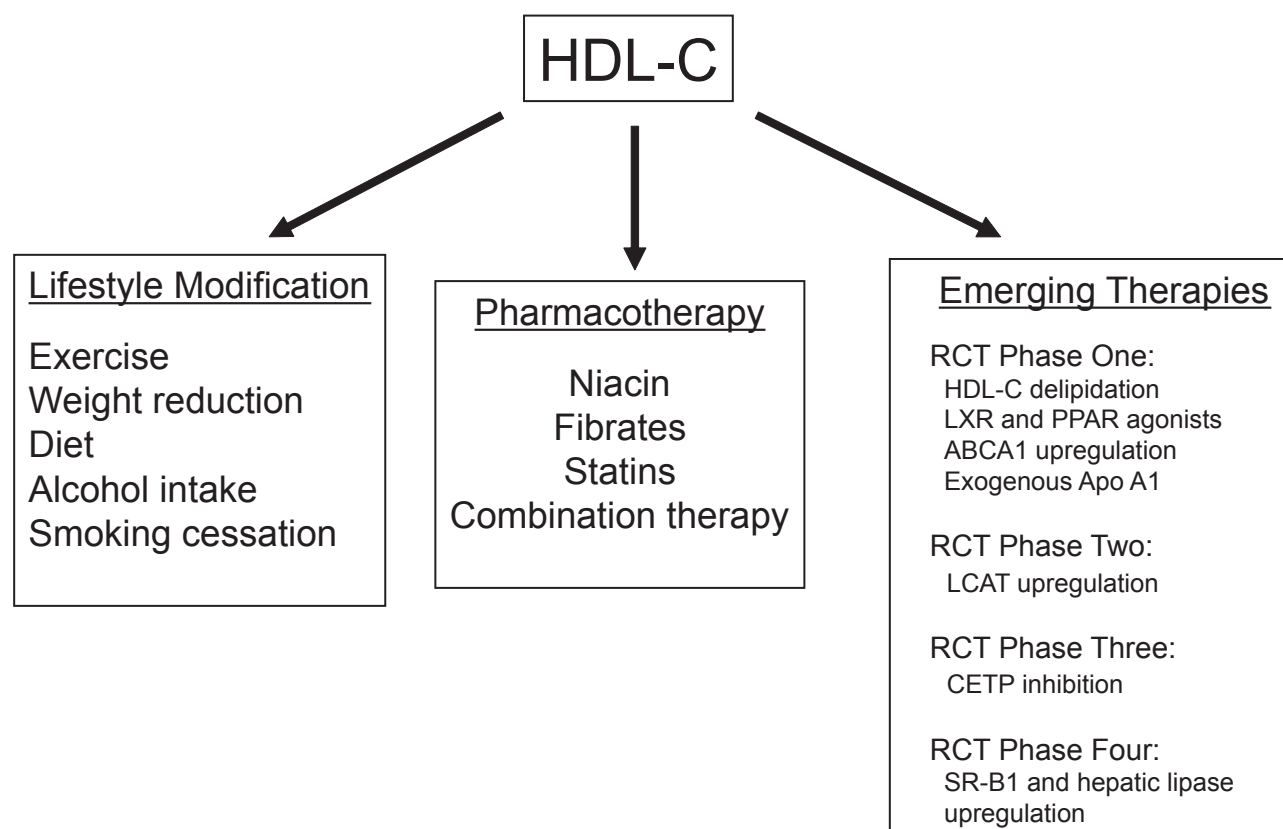 HDL-C
Lifestyle Modification
Exercise
Weight reduction
Diet
Alcohol intake
Smoking cessation
Pharmacotherapy
Niacin
Fibrates
Statins
Combination therapy
Emerging Therapies
RCT Phase One:
HDL-C delipidation
LXR and PPAR agonists
ABCA1 upregulation
Exogenous Apo A1
RCT Phase Two:
LCAT upregulation
RCT Phase Three:
CETP inhibition
RCT Phase Four:
SR-B1 and hepatic lipase
upregulation